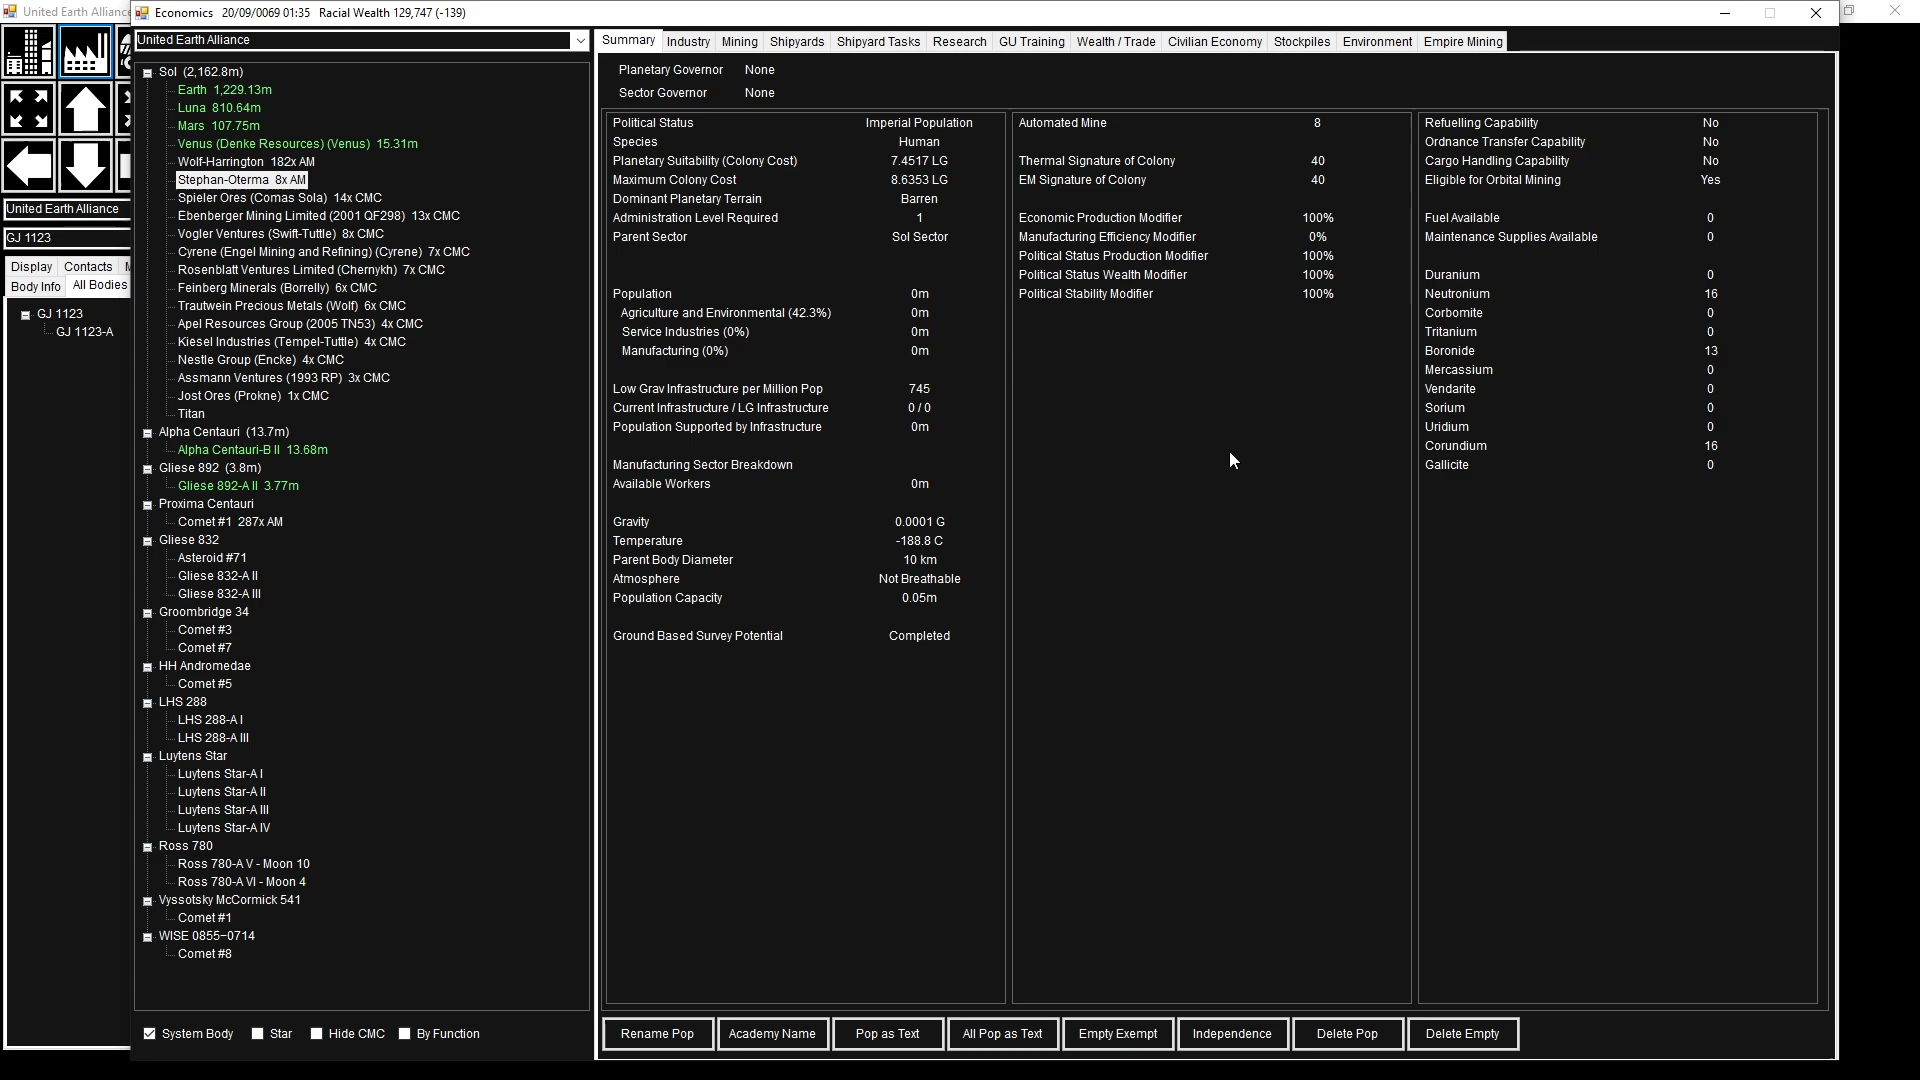 United Earth Alliance
Economics 20/09/0069 01:35 Racial Wealth 129,747 (-139)
United Earth Alliance
GJ 1123
Display Contacts
Body Info All Bodies
GJ 1123
GJ 1123-A
United Earth Alliance
Sol (2,162.8m)
Earth 1,229.13m
Luna 810.64m
Mars 107.75m
Venus (Denke Resources) (Venus) 15.31m
Wolf-Harrington 182x AM
Stephan-Oterma 8x AM
Spieler Ores (Comas Sola) 14x CMC
Ebenberger Mining Limited (2001 QF298) 13x CMC
Vogler Ventures (Swift-Tuttle) 8x CMC
Cyrene (Engel Mining and Refining) (Cyrene) 7x CMC
Rosenblatt Ventures Limited (Chernykh) 7x CMC
Feinberg Minerals (Borrelly) 6x CMC
Trautwein Precious Metals (Wolf) 6x CMC
Apel Resources Group (2005 TN53) 4x CMC
Kiesel Industries (Tempel-Tuttle) 4x CMC
Nestle Group (Encke) 4x CMC
Assmann Ventures (1993 RP) 3x CMC
Jost Ores (Prokne) 1x CMC
Titan
Alpha Centauri (13.7m)
Alpha Centauri-B II 13.68m
Gliese 892 (3.8m)
Gliese 892-A II 3.77m
Proxima Centauri
Comet #1 287x AM
Gliese 832
Asteroid #71
Gliese 832-A II
Gliese 832-A III
Groombridge 34
Comet #3
Comet #7
HH Andromedae
Comet #5
LHS 288
LHS 288-A I
LHS 288-A III
Luytens Star
Luytens Star-A I
Luytens Star-A II
Luytens Star-A III
Luytens Star-A IV
Ross 780
Ross 780-A V - Moon 10
Ross 780-A VI - Moon 4
Vyssotsky McCormick 541
Comet #1
WISE 0855−0714
Comet #8
System Body Star Hide CMC By Function
Summary Industry Mining Shipyards Shipyard Tasks Research GU Training Wealth / Trade Civilian Economy Stockpiles Environment Empire Mining
Planetary Governor None
Sector Governor None
Political Status Imperial Population
Species Human
Planetary Suitability (Colony Cost) 7.4517 LG
Maximum Colony Cost 8.6353 LG
Dominant Planetary Terrain Barren
Administration Level Required 1
Parent Sector Sol Sector
Population 0m
Agriculture and Environmental (42.3%) 0m
Service Industries (0%) 0m
Manufacturing (0%) 0m
Low Grav Infrastructure per Million Pop 745
Current Infrastructure / LG Infrastructure 0 / 0
Population Supported by Infrastructure 0m
Manufacturing Sector Breakdown
Available Workers 0m
Gravity 0.0001 G
Temperature -188.8 C
Parent Body Diameter 10 km
Atmosphere Not Breathable
Population Capacity 0.05m
Ground Based Survey Potential Completed
Automated Mine 8
Thermal Signature of Colony 40
EM Signature of Colony 40
Economic Production Modifier 100%
Manufacturing Efficiency Modifier 0%
Political Status Production Modifier 100%
Political Status Wealth Modifier 100%
Political Stability Modifier 100%
Refuelling Capability No
Ordnance Transfer Capability No
Cargo Handling Capability No
Eligible for Orbital Mining Yes
Fuel Available 0
Maintenance Supplies Available 0
Duranium 0
Neutronium 16
Corbomite 0
Tritanium 0
Boronide 13
Mercassium 0
Vendarite 0
Sorium 0
Uridium 0
Corundium 16
Gallicite 0
Rename Pop Academy Name Pop as Text All Pop as Text Empty Exempt Independence Delete Pop Delete Empty